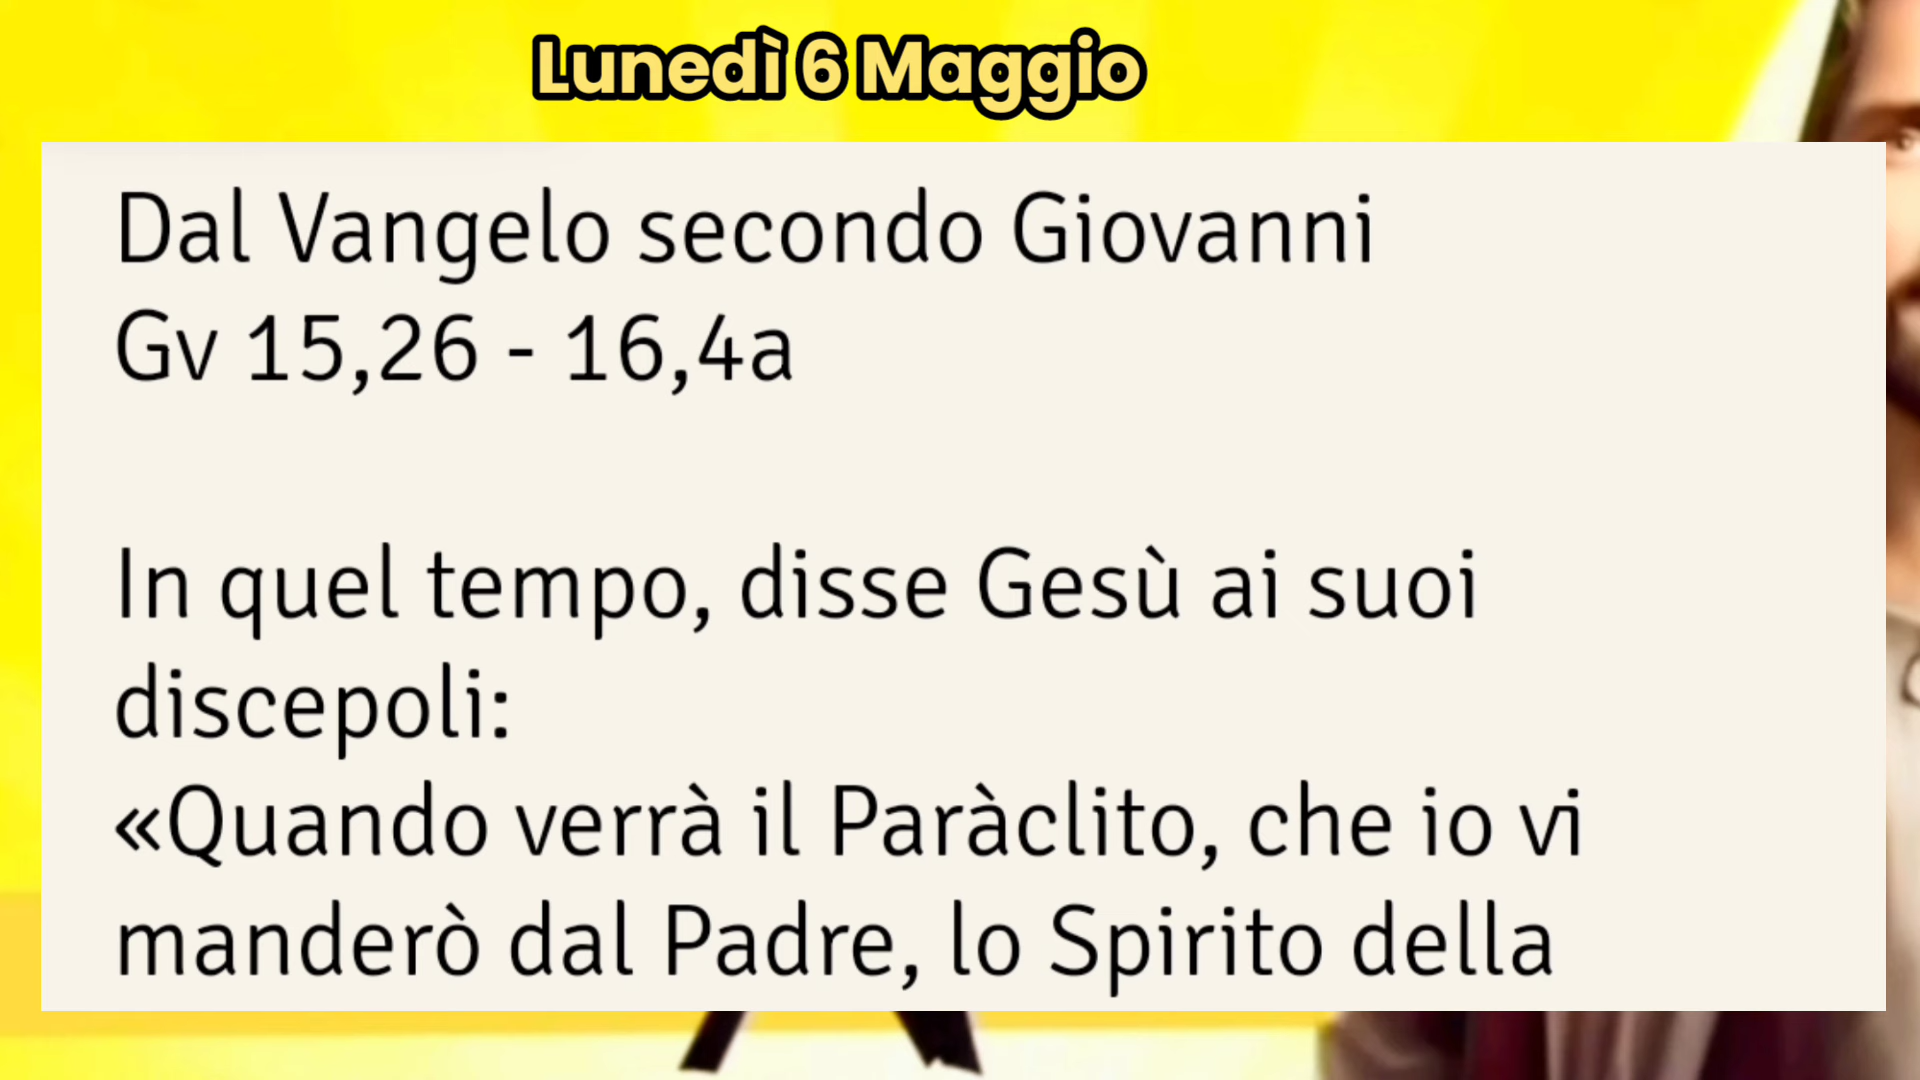 Lunedì 6 Maggio
Dal Vangelo secondo Giovanni
Gv 15,26 - 16,4a
In quel tempo, disse Gesù ai suoi
discepoli:
«Quando verrà il Paràclito, che io vi
manderò dal Padre, lo Spirito della